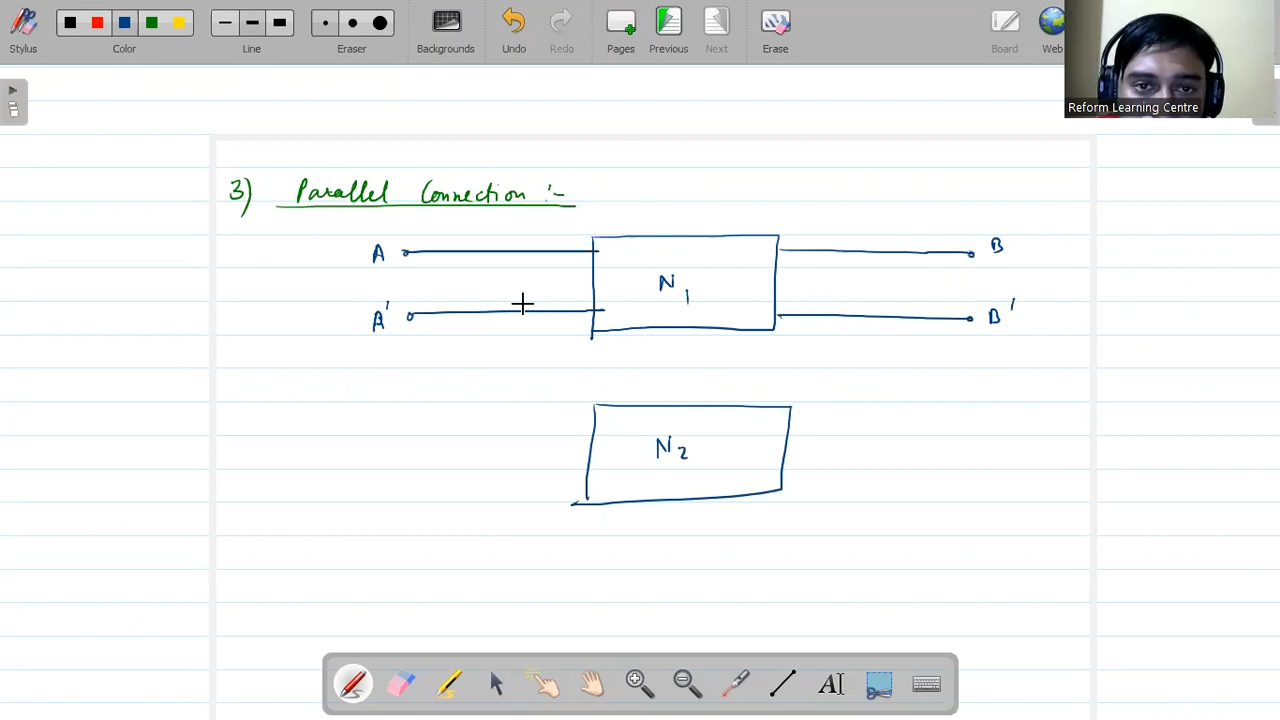 Stylus Color Line Eraser Backgrounds Undo Redo Pages Previous Next Erase Board Web
Reform Learning Centre
3) Parallel Connection :-
A B
N1
A' B'
N2